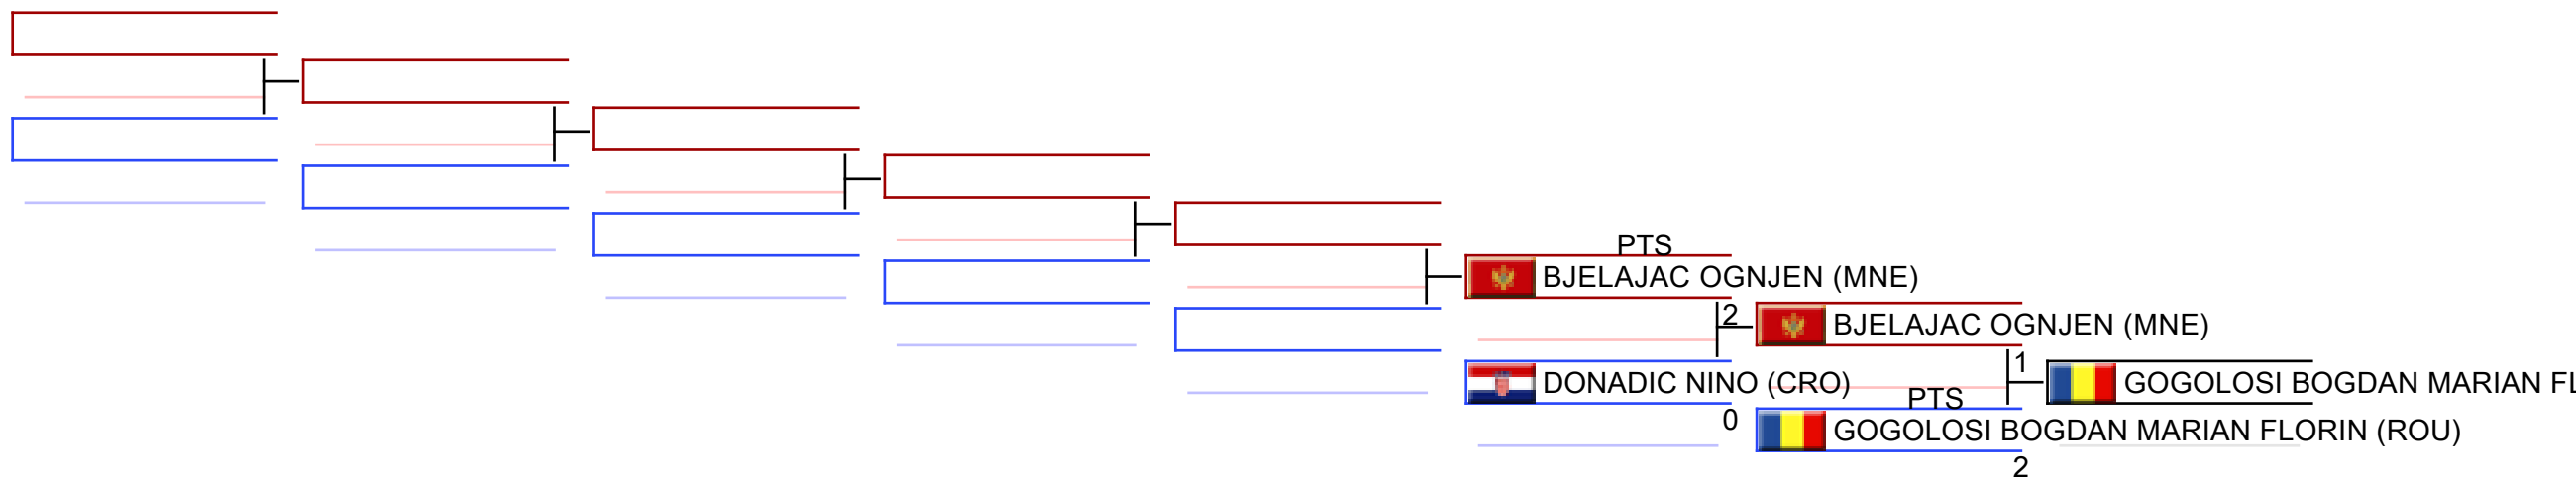 PTS
BJELAJAC OGNJEN (MNE)
2
BJELAJAC OGNJEN (MNE)
DONADIC NINO (CRO)
0
1
GOGOLOSI BOGDAN MARIAN
PTS
GOGOLOSI BOGDAN MARIAN FLORIN (ROU)
2